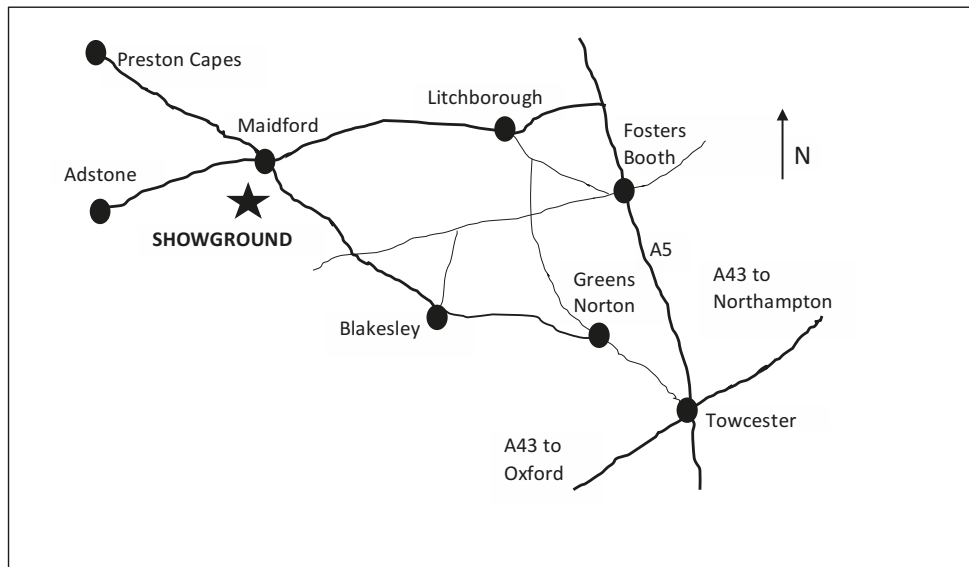 Preston Capes
Litchborough
Maidford
Fosters
Booth
N
Adstone
SHOWGROUND
A5
A43 to
Northampton
Greens
Norton
Blakesley
Towcester
A43 to
Oxford